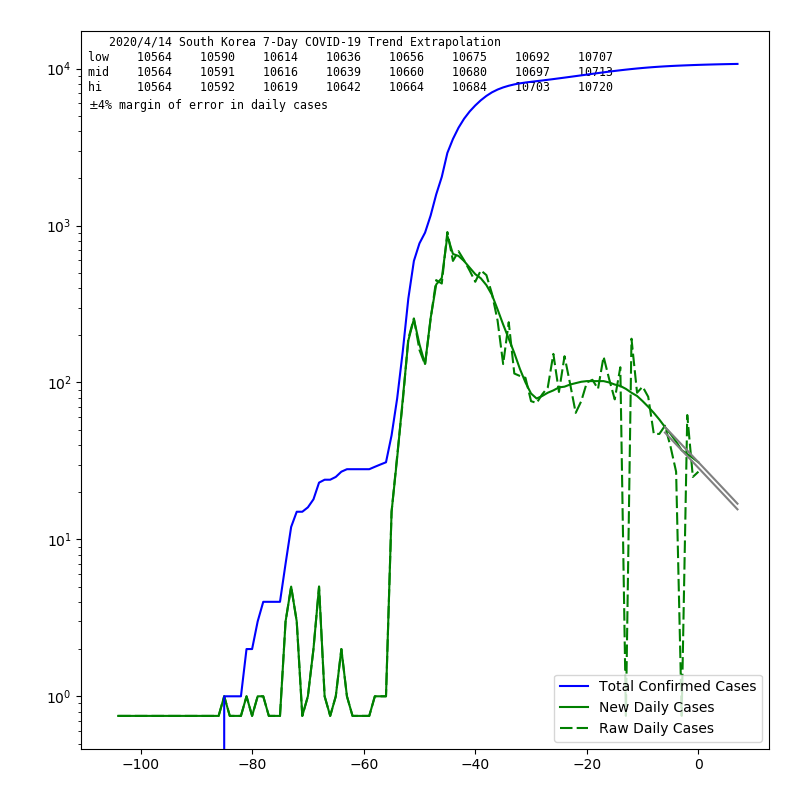 2020/4/14 South Korea 7-Day COVID-19 Trend Extrapolation
low 10564 10590 10614 10636 10656 10675 10692 10707
mid 10564 10591 10616 10639 10660 10680 10697 10713
hi 10564 10592 10619 10642 10664 10684 10703 10720
±4% margin of error in daily cases
10⁴
10³
10²
10¹
10⁰
Total Confirmed Cases
New Daily Cases
Raw Daily Cases
−100 −80 −60 −40 −20 0